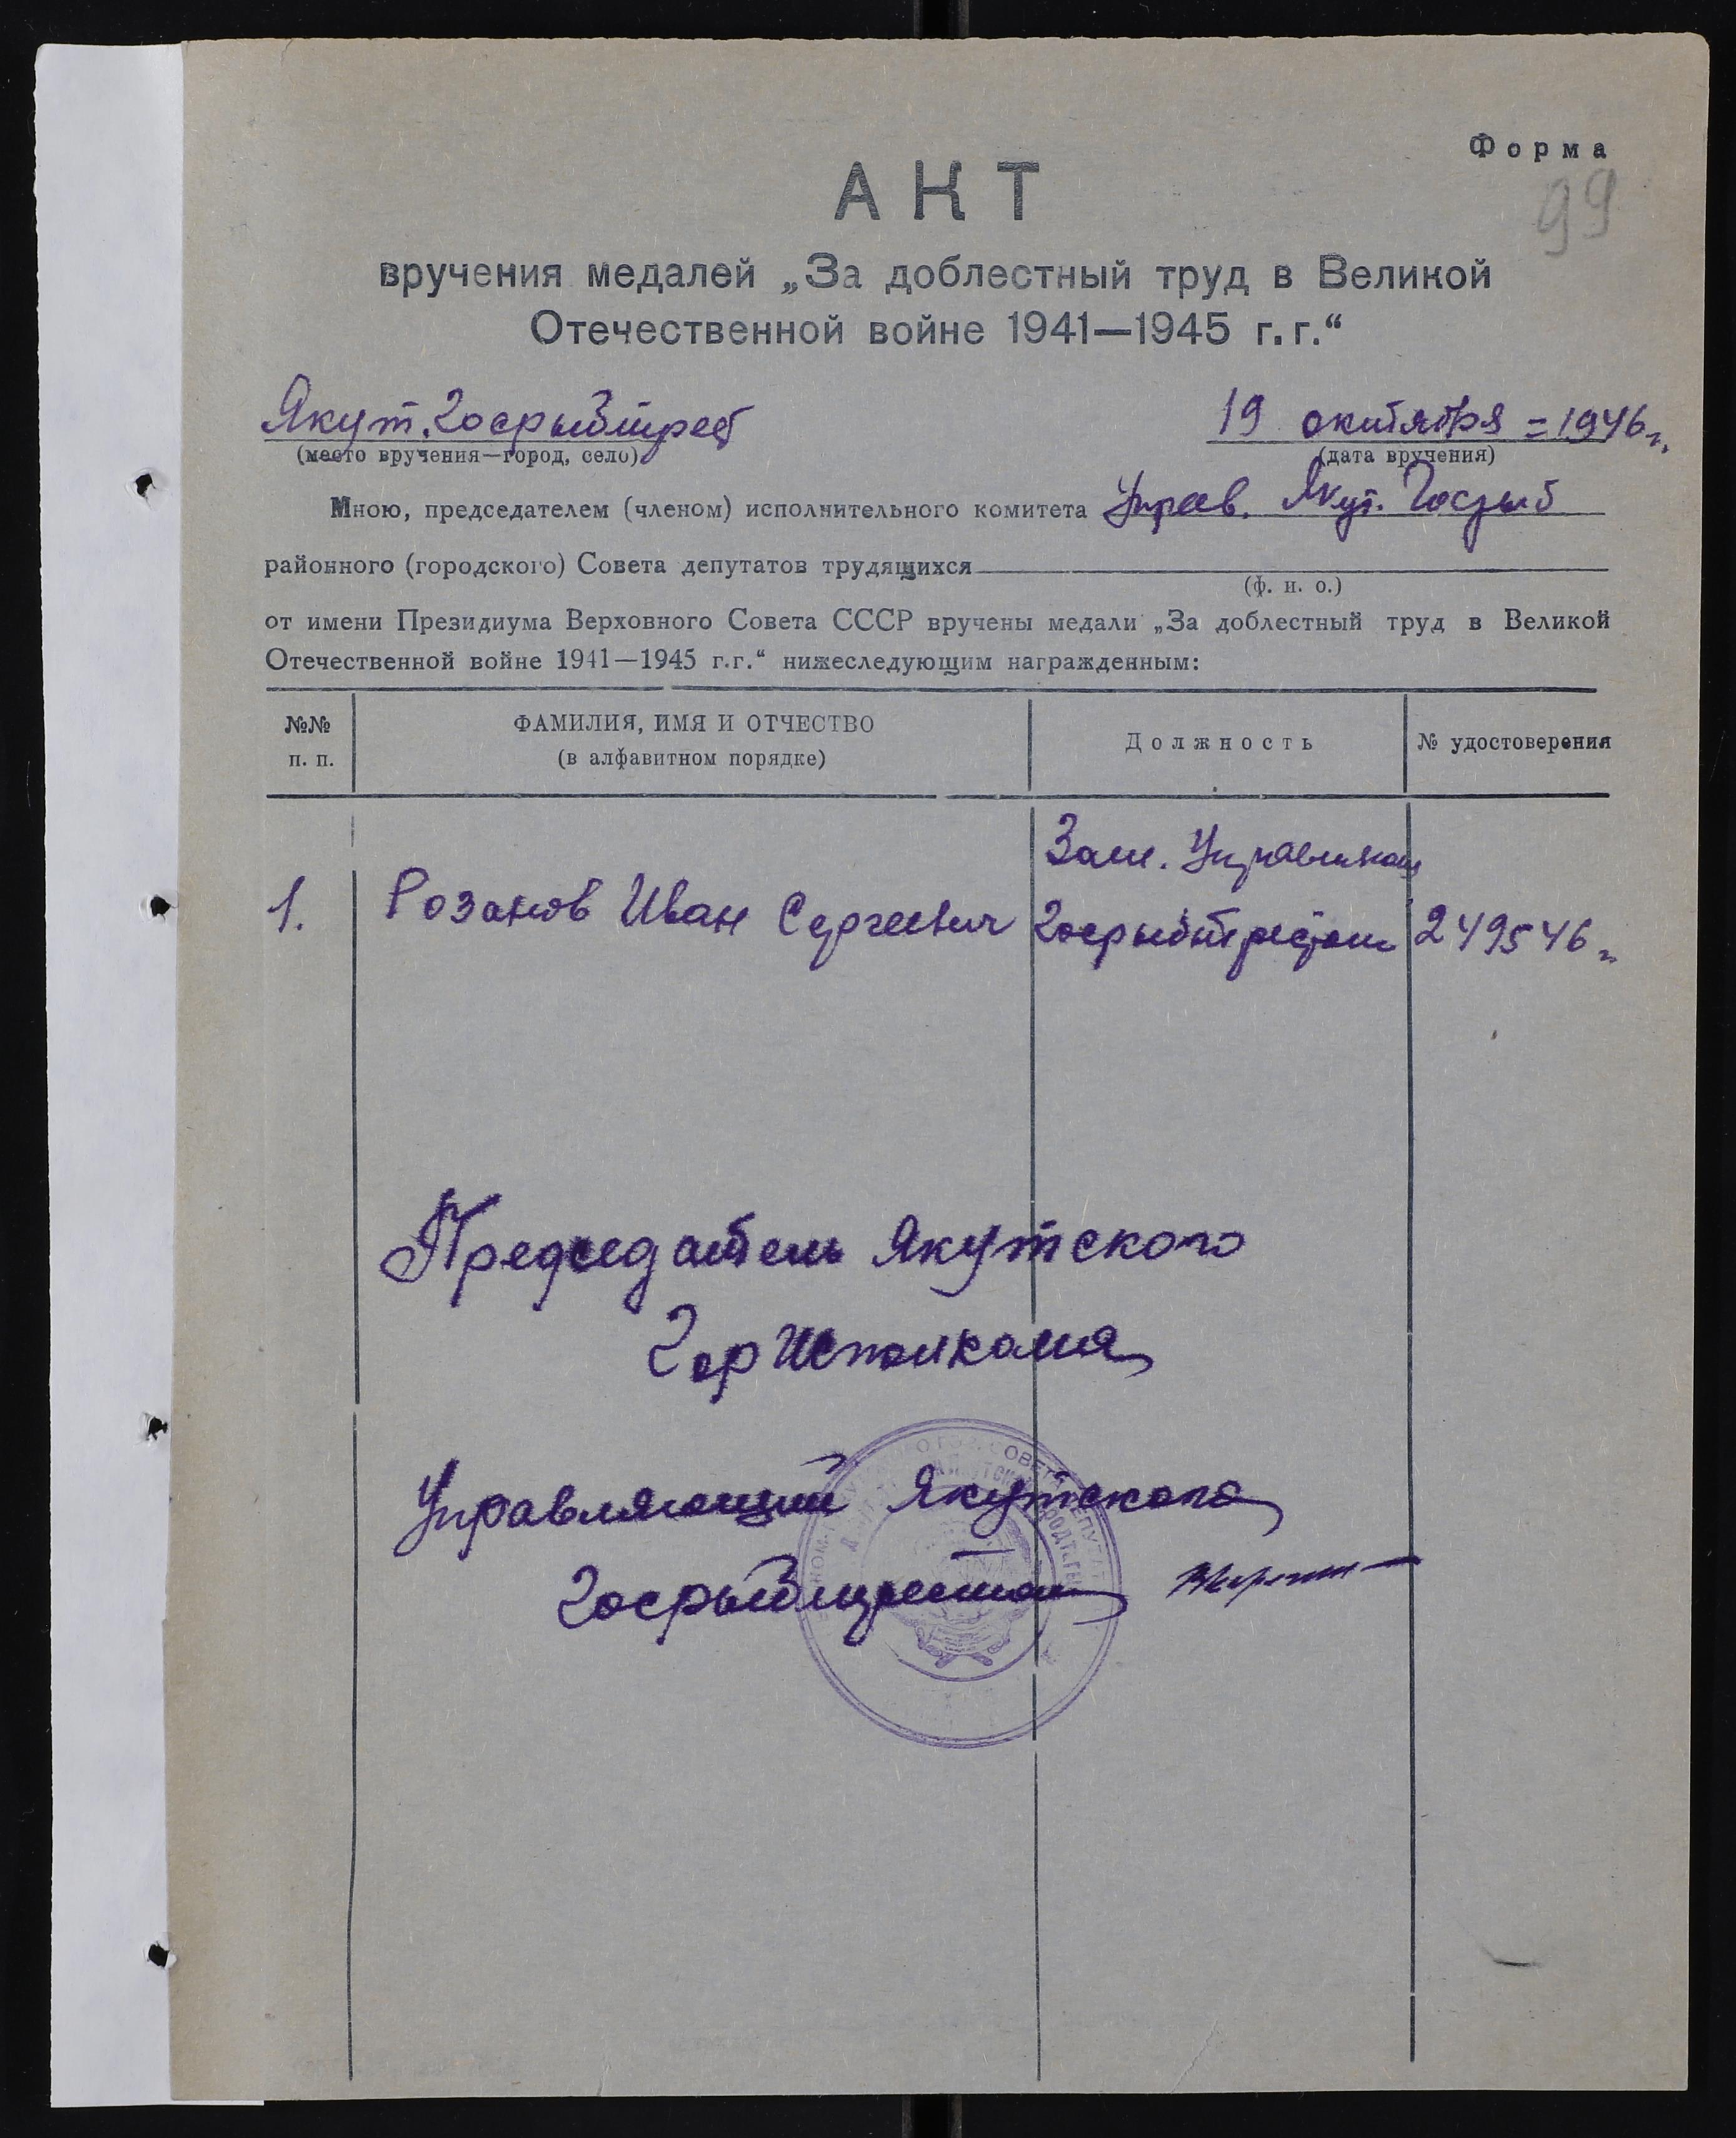 Форма
99
АКТ
вручения медалей „За доблестный труд в Великой
Отечественной войне 1941—1945 г.г.“
Якут. Госрыбтрест 19 октября = 1946 г.
(место вручения—город, село) (дата вручения)
Мною, председателем (членом) исполнительного комитета Управ. Якут. Госрыб
районного (городского) Совета депутатов трудящихся
(ф. и. о.)
от имени Президиума Верховного Совета СССР вручены медали „За доблестный труд в Великой
Отечественной войне 1941—1945 г.г.“ нижеследующим награжденным:
№№ п. п. ФАМИЛИЯ, ИМЯ И ОТЧЕСТВО (в алфавитном порядке) Должность № удостоверения
Зам. Управляющ
1. Розанов Иван Сергеевич Госрыбтрестом 249546
Председатель Якутского
ГорИсполкома
Управляющий Якутского
Госрыбтреста